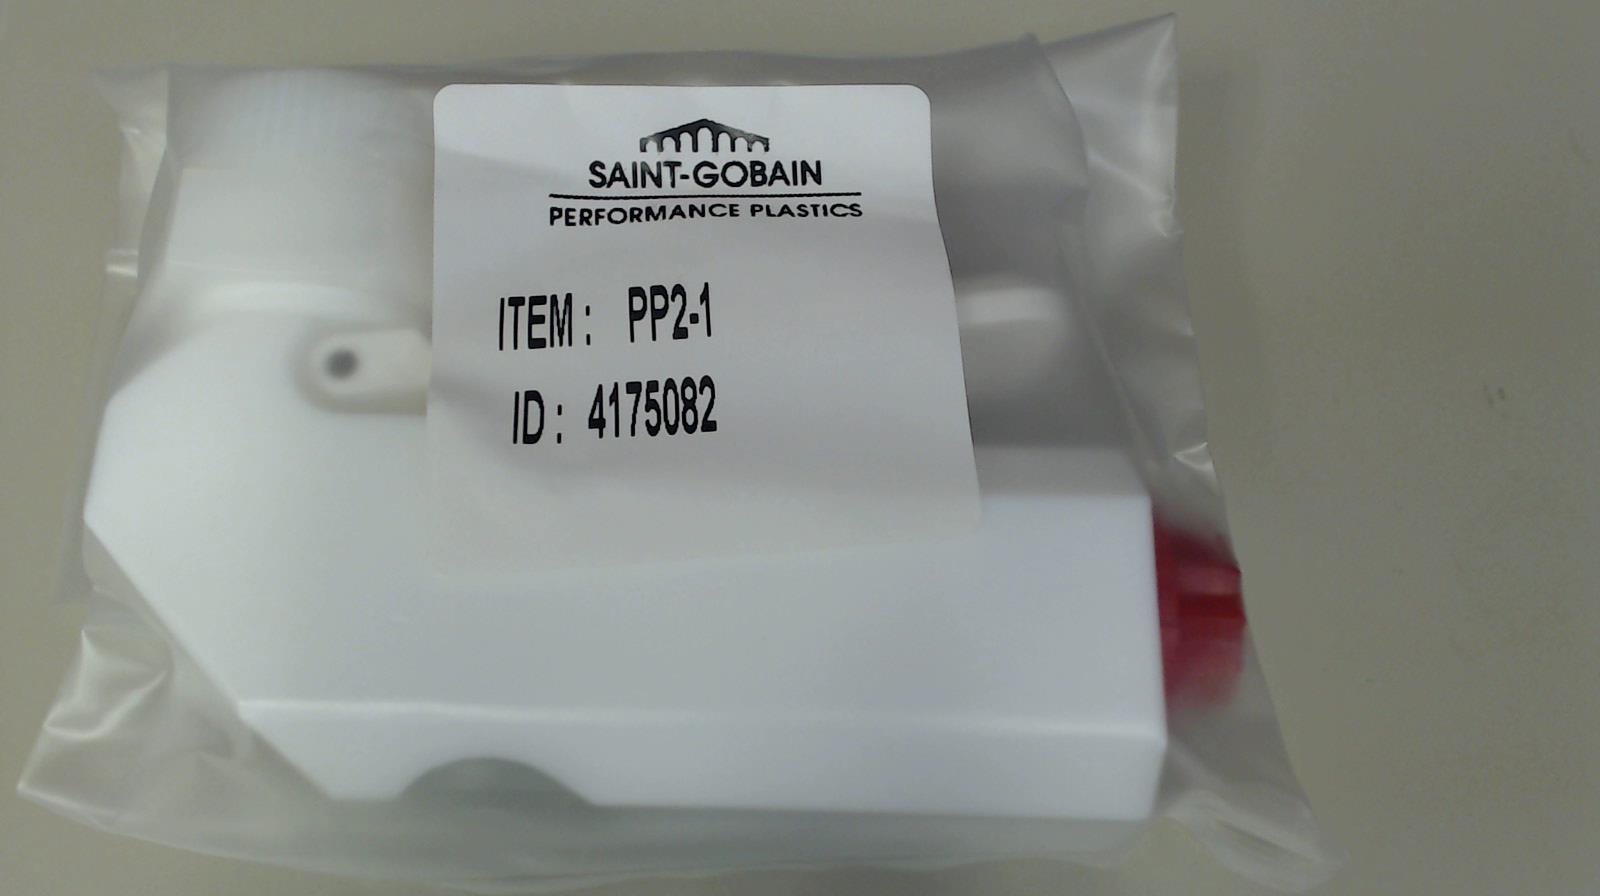 SAINT-GOBAIN
PERFORMANCE PLASTICS
ITEM: PP2-1
ID: 4175082